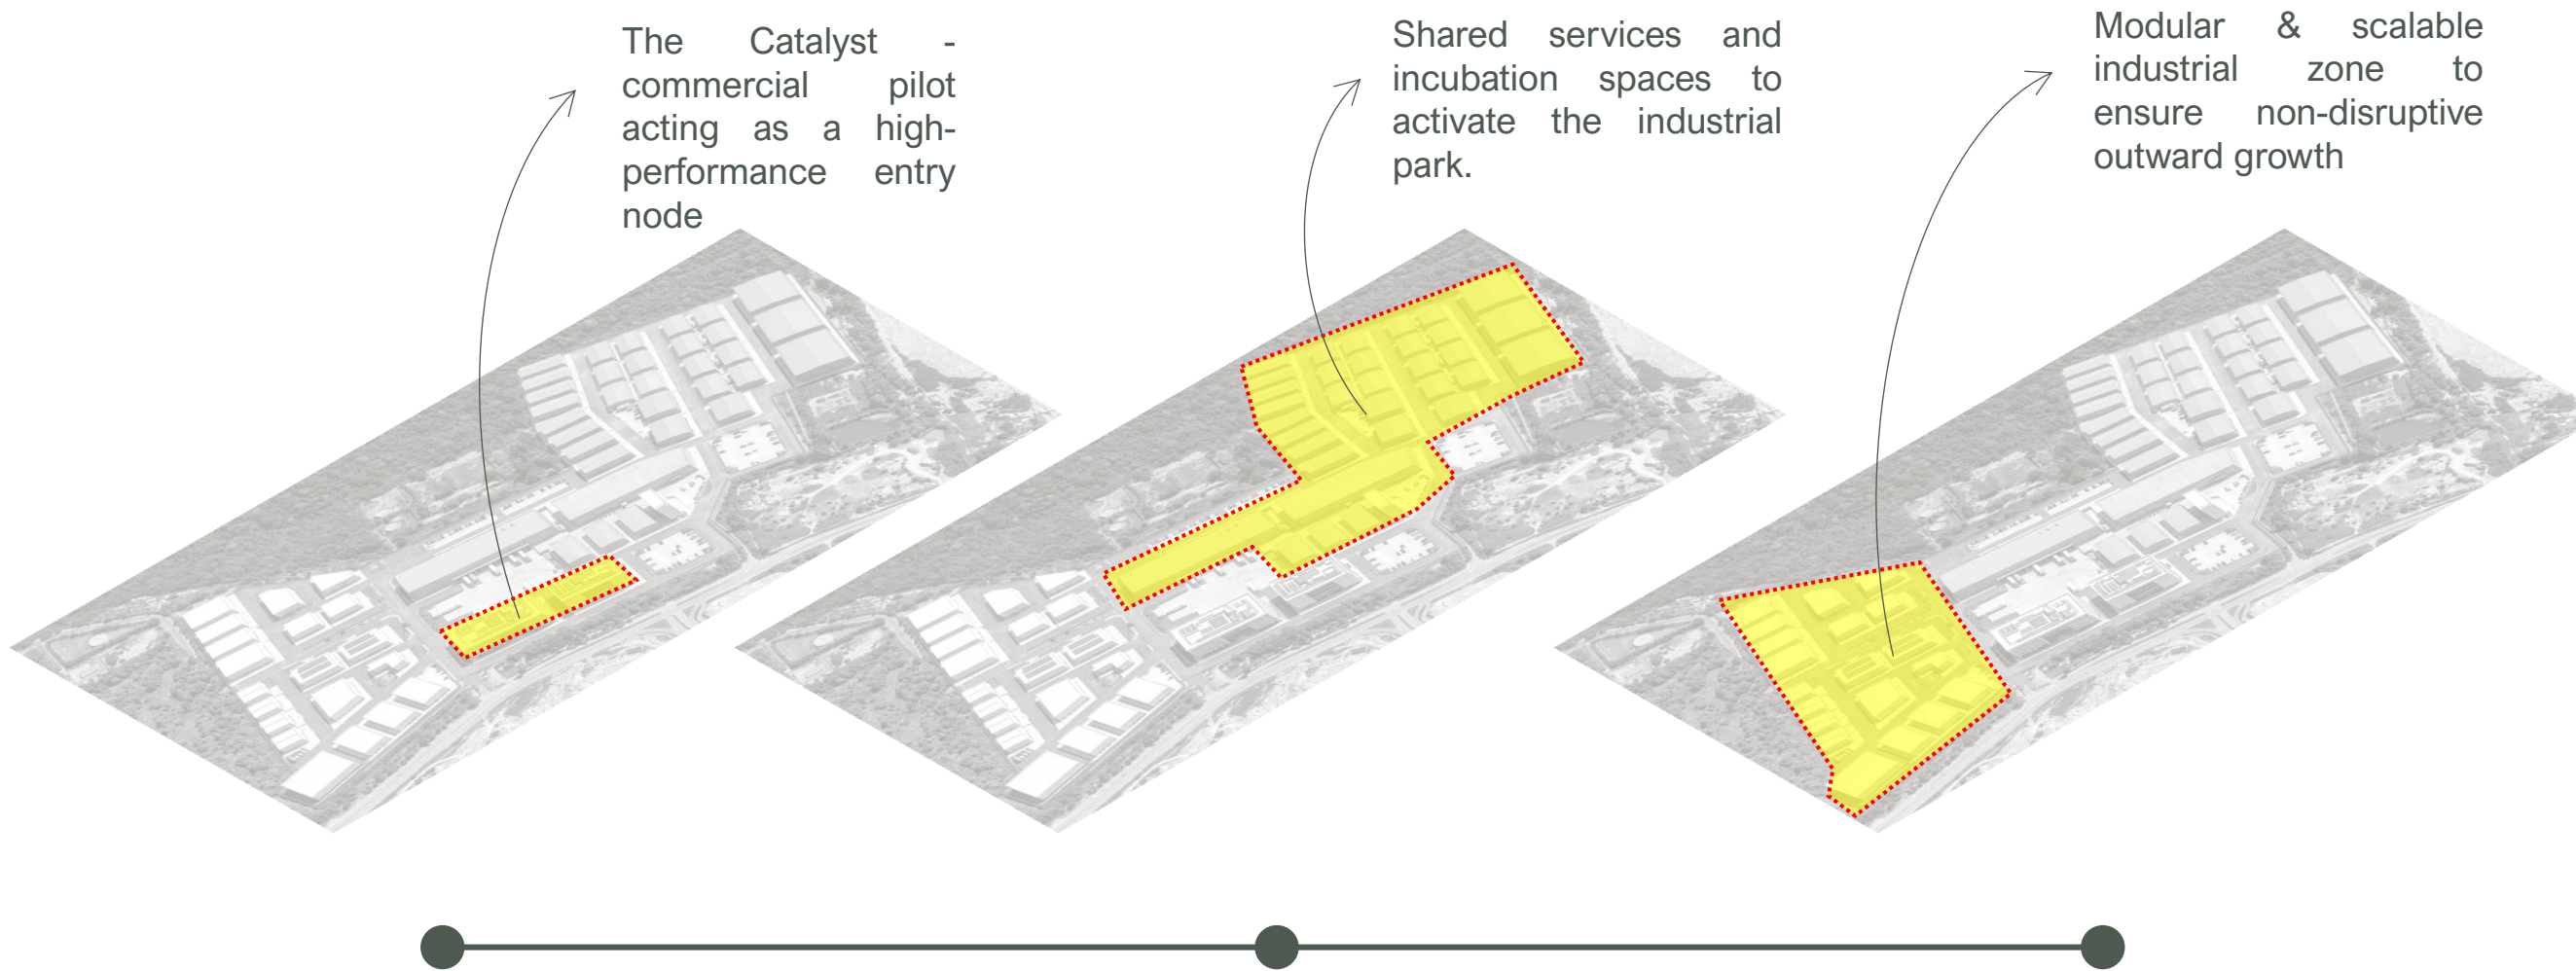 The Catalyst -
commercial pilot
acting as a high-
performance entry
node
Shared services and
incubation spaces to
activate the industrial
park.
Modular & scalable
industrial zone to
ensure non-disruptive
outward growth